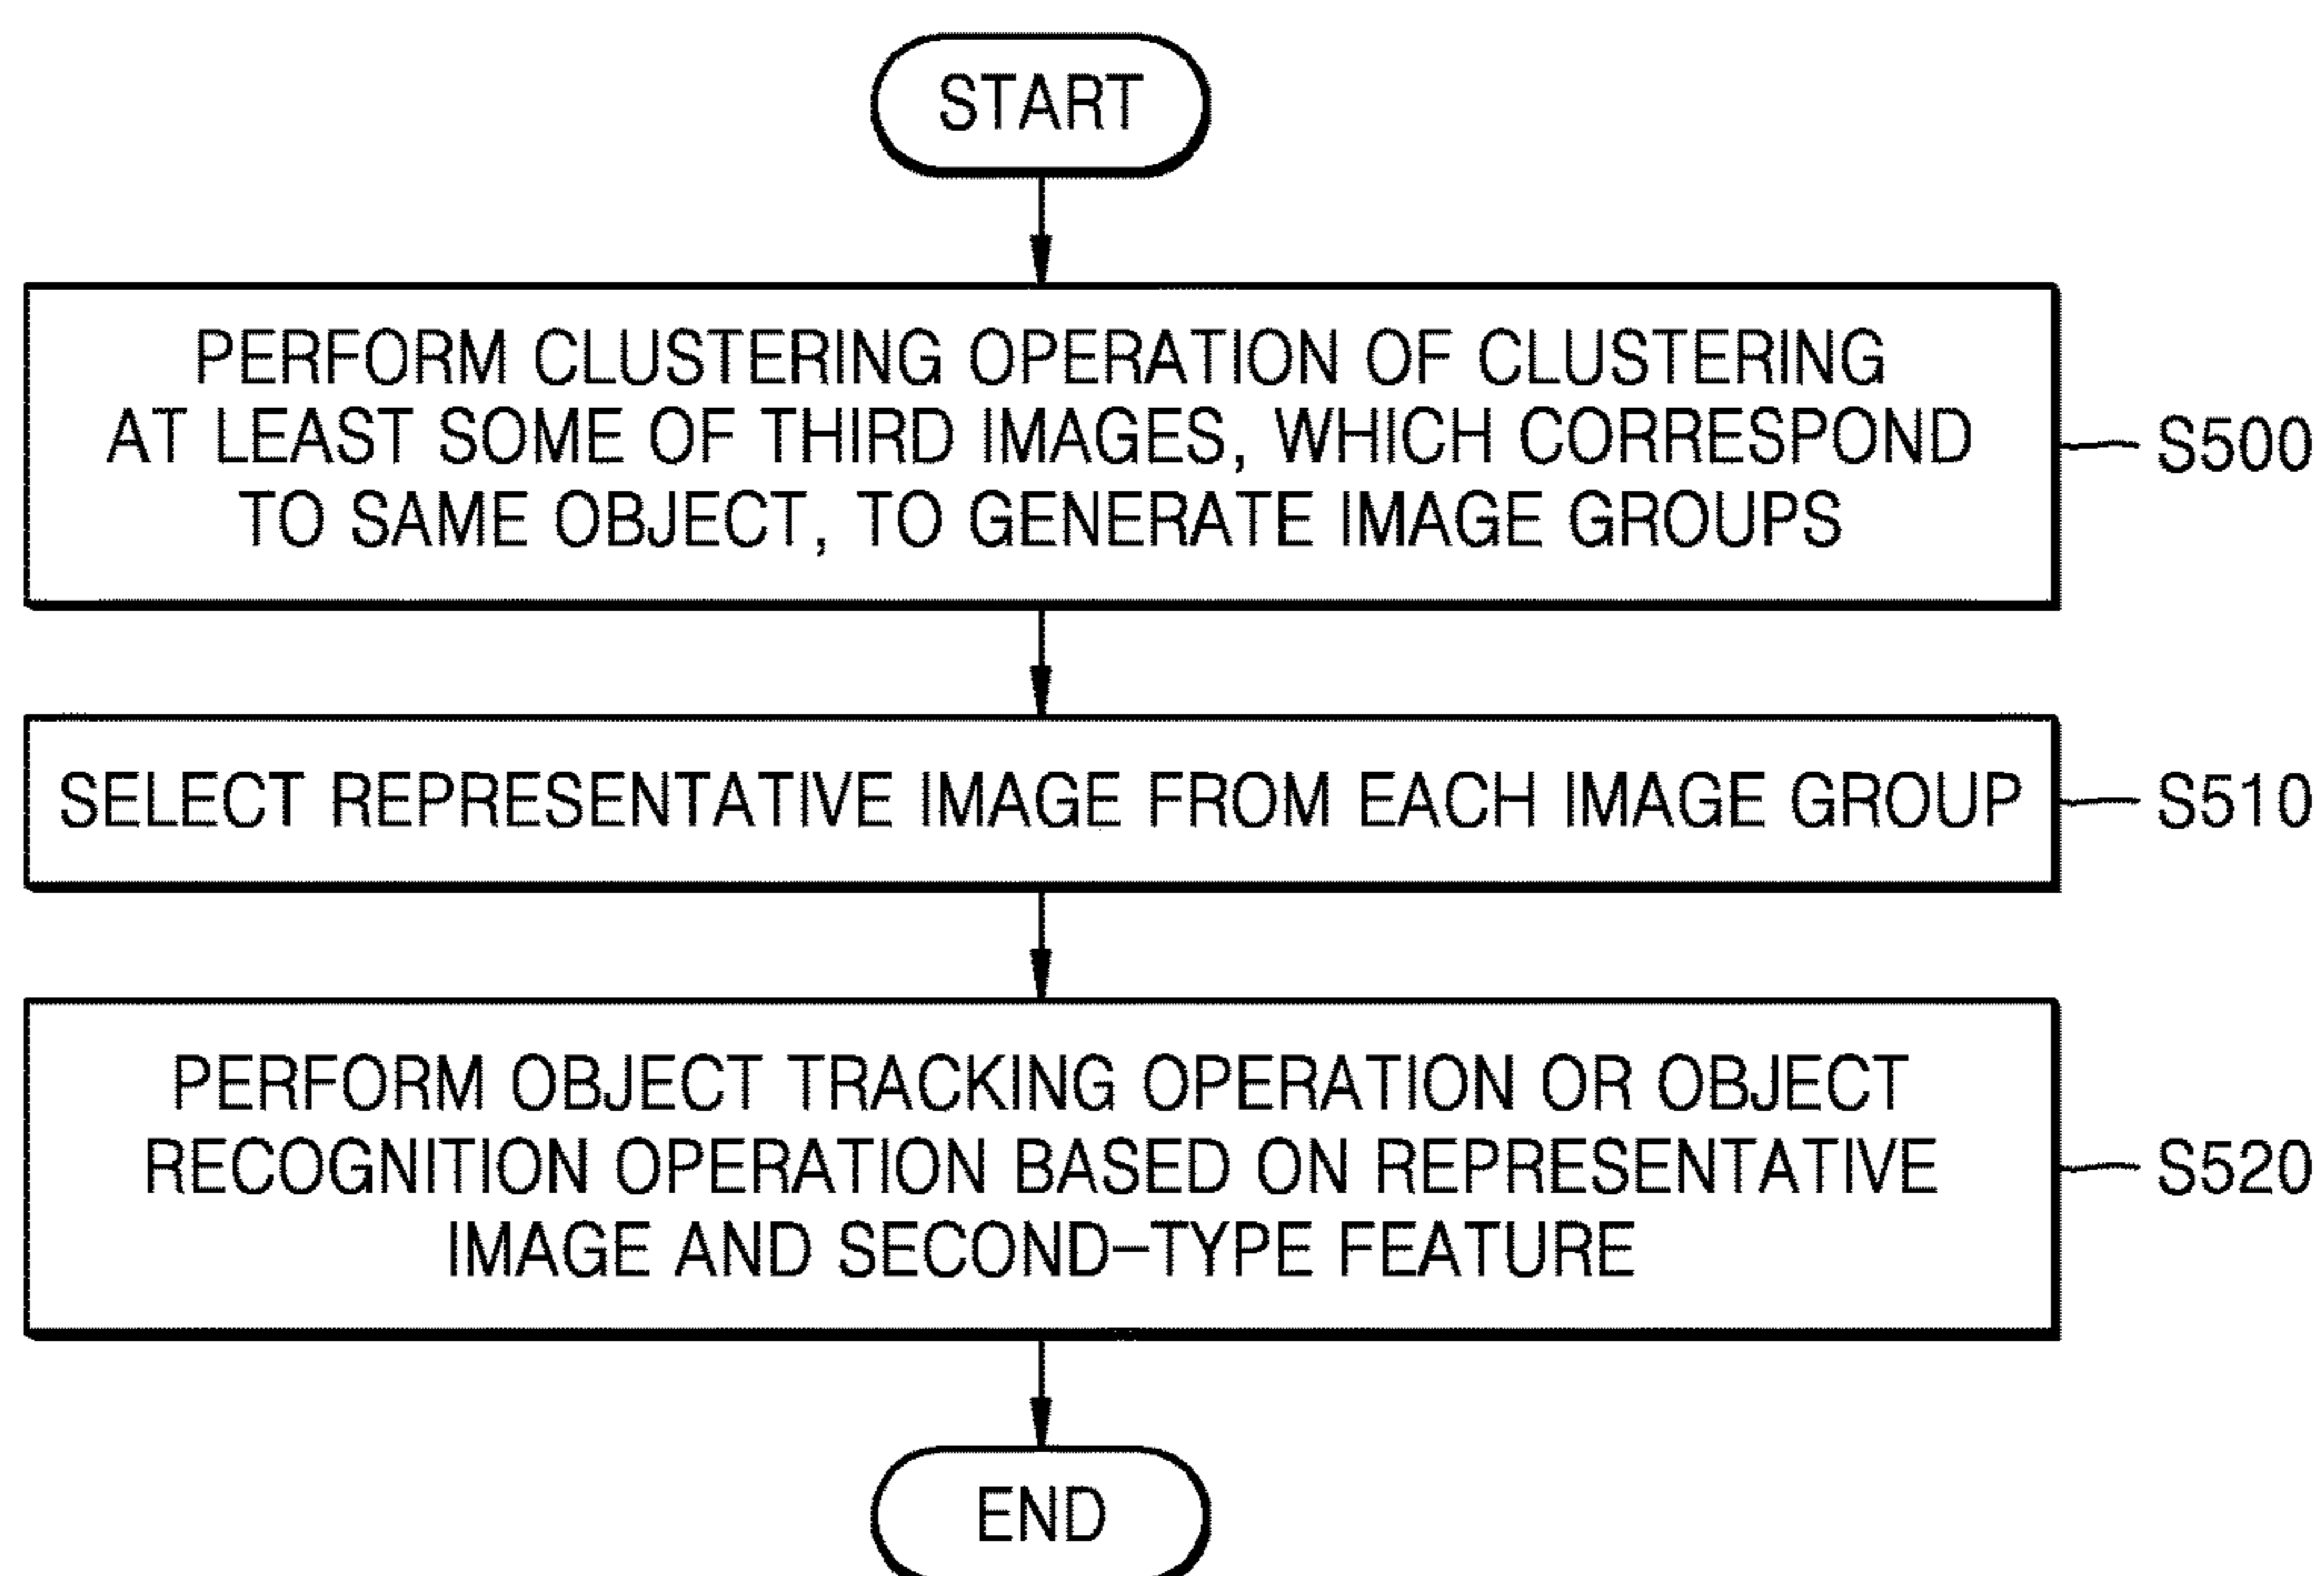 START
PERFORM CLUSTERING OPERATION OF CLUSTERING
AT LEAST SOME OF THIRD IMAGES, WHICH CORRESPOND
TO SAME OBJECT, TO GENERATE IMAGE GROUPS
S500
SELECT REPRESENTATIVE IMAGE FROM EACH IMAGE GROUP
S510
PERFORM OBJECT TRACKING OPERATION OR OBJECT
RECOGNITION OPERATION BASED ON REPRESENTATIVE
IMAGE AND SECOND-TYPE FEATURE
S520
END